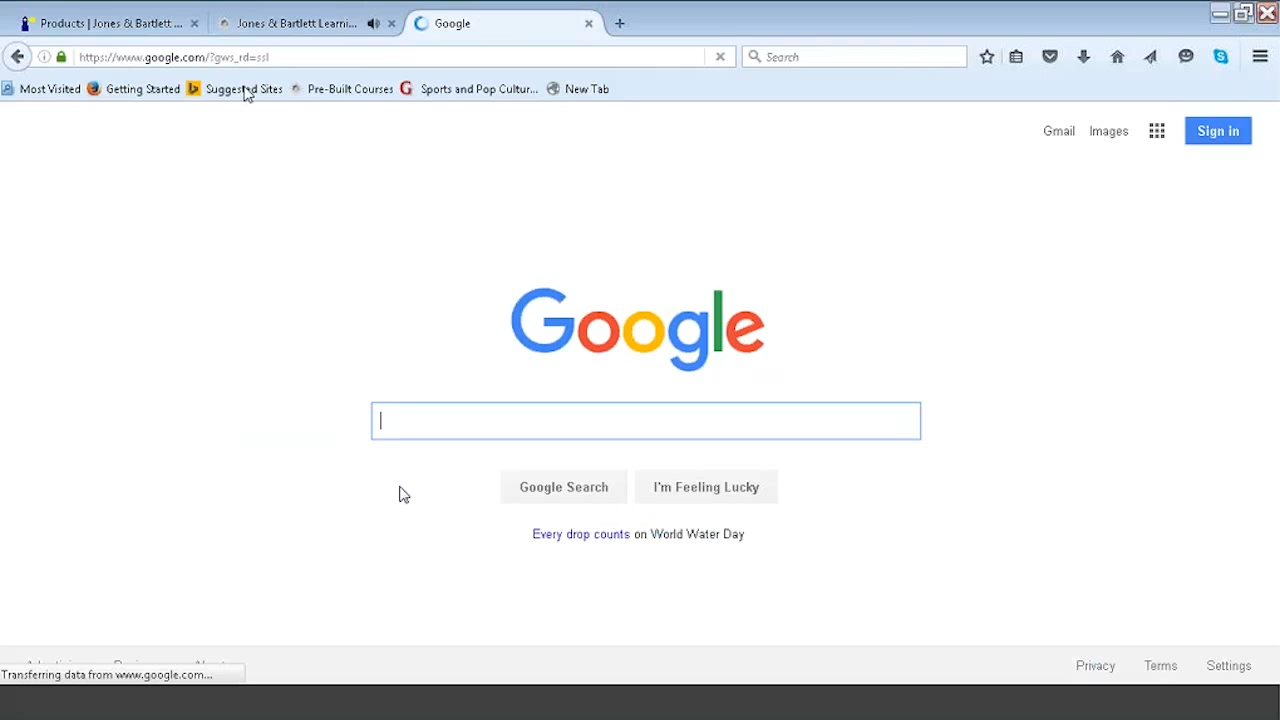 Products | Jones & Bartlett ...
Jones & Bartlett Learni...
Google
https://www.google.com/?gws_rd=ssl
Search
Most Visited
Getting Started
Suggested Sites
Pre-Built Courses
Sports and Pop Cultur...
New Tab
Gmail
Images
Sign in
Google
Google Search
I'm Feeling Lucky
Every drop counts on World Water Day
Privacy
Terms
Settings
Transferring data from www.google.com...